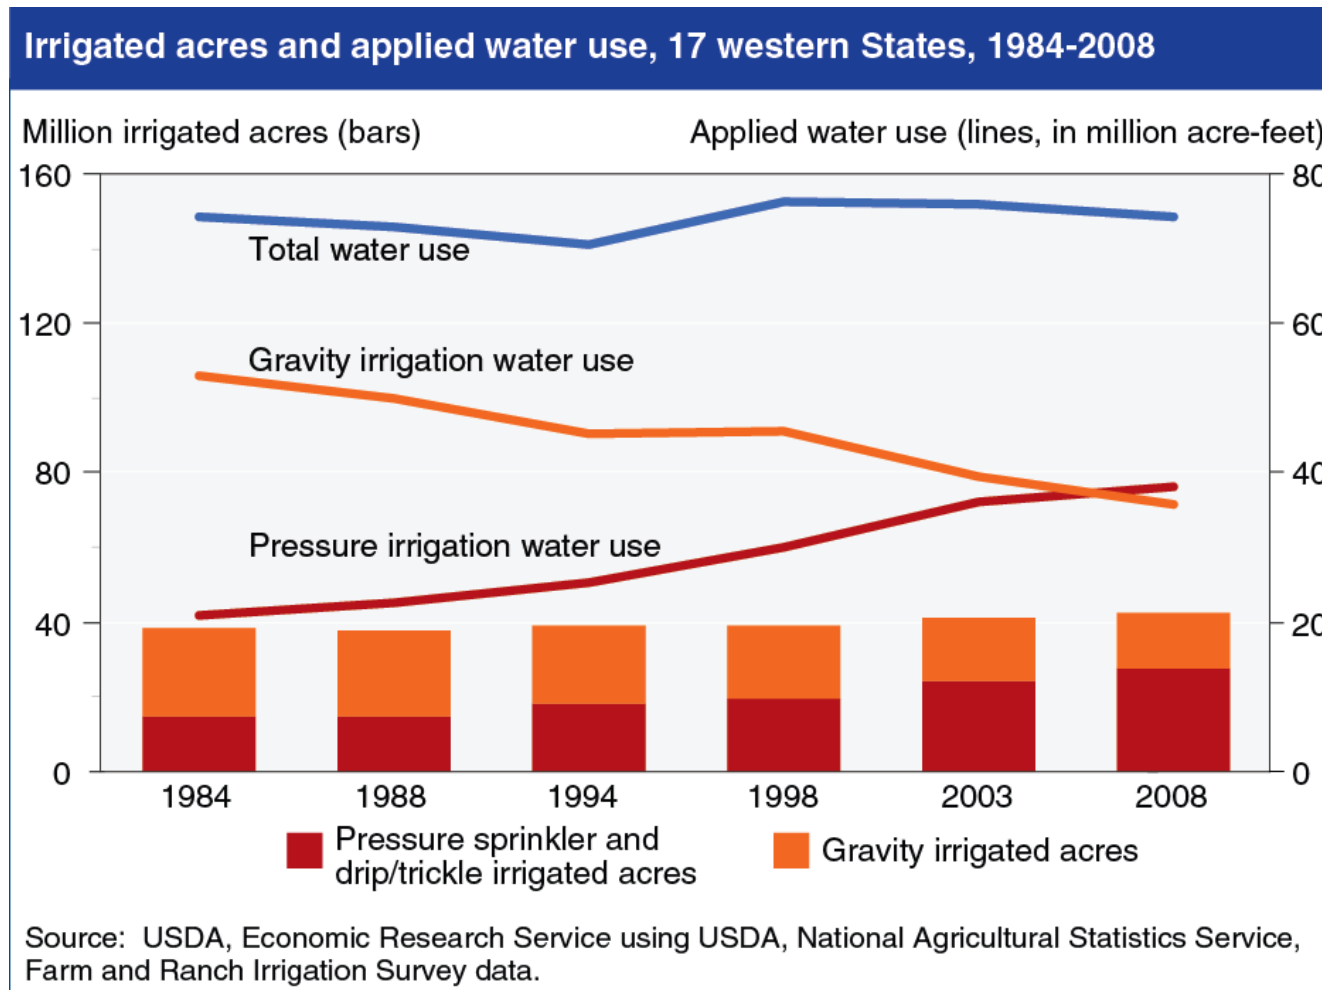 Irrigated acres and applied water use, 17 western States, 1984-2008
Million irrigated acres (bars)
Applied water use (lines, in million acre-feet)
160
80
Total water use
120
60
Gravity irrigation water use
80
40
Pressure irrigation water use
40
20
0
0
1984 1988 1994 1998 2003 2008
Pressure sprinkler and
drip/trickle irrigated acres
Gravity irrigated acres
Source: USDA, Economic Research Service using USDA, National Agricultural Statistics Service,
Farm and Ranch Irrigation Survey data.